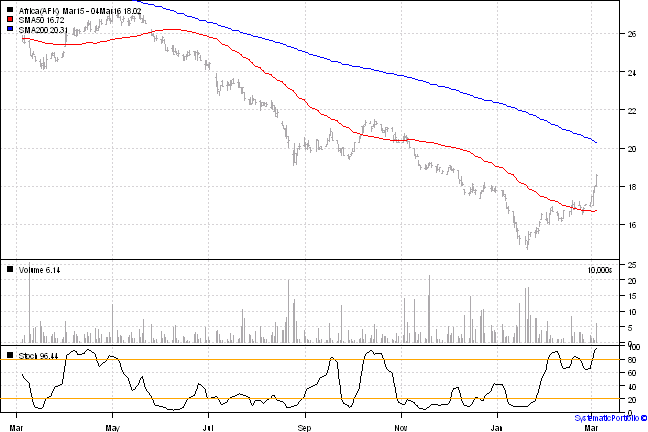 Africa(AFK) Mar15 - 04Mar16 18.02
SMA50 16.72
SMA200 20.31
26
24
22
20
18
16
Volume 6.14
10,000s
25
20
15
10
5
0
Stoch 96.44
100
80
60
40
20
0
Mar May Jul Sep Nov Jan Mar
SystematicPortfolio ©